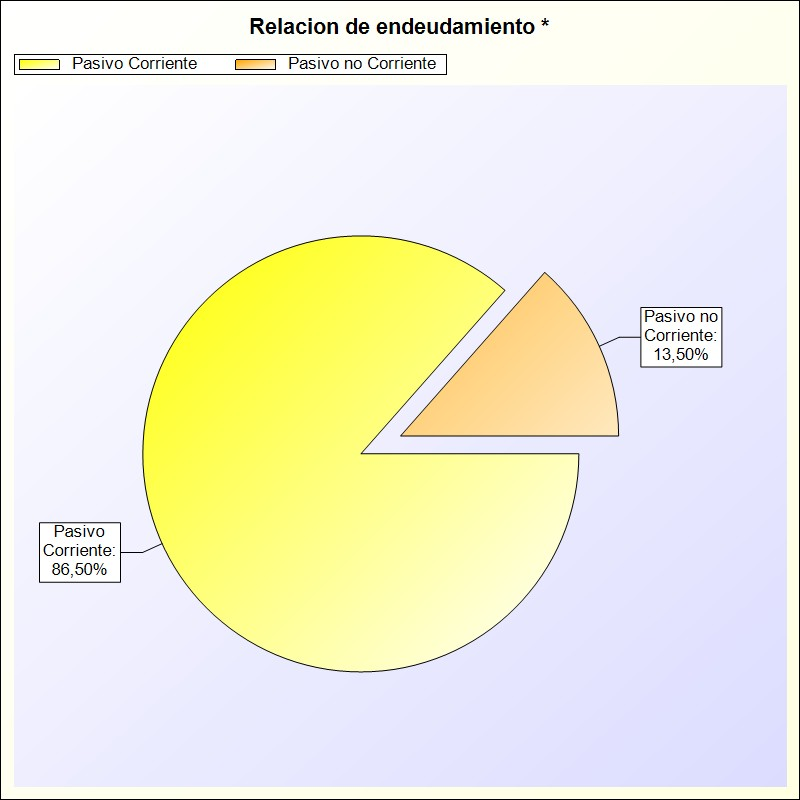 Relacion de endeudamiento *
Pasivo Corriente
Pasivo no Corriente
Pasivo no
Corriente:
13,50%
Pasivo
Corriente:
86,50%